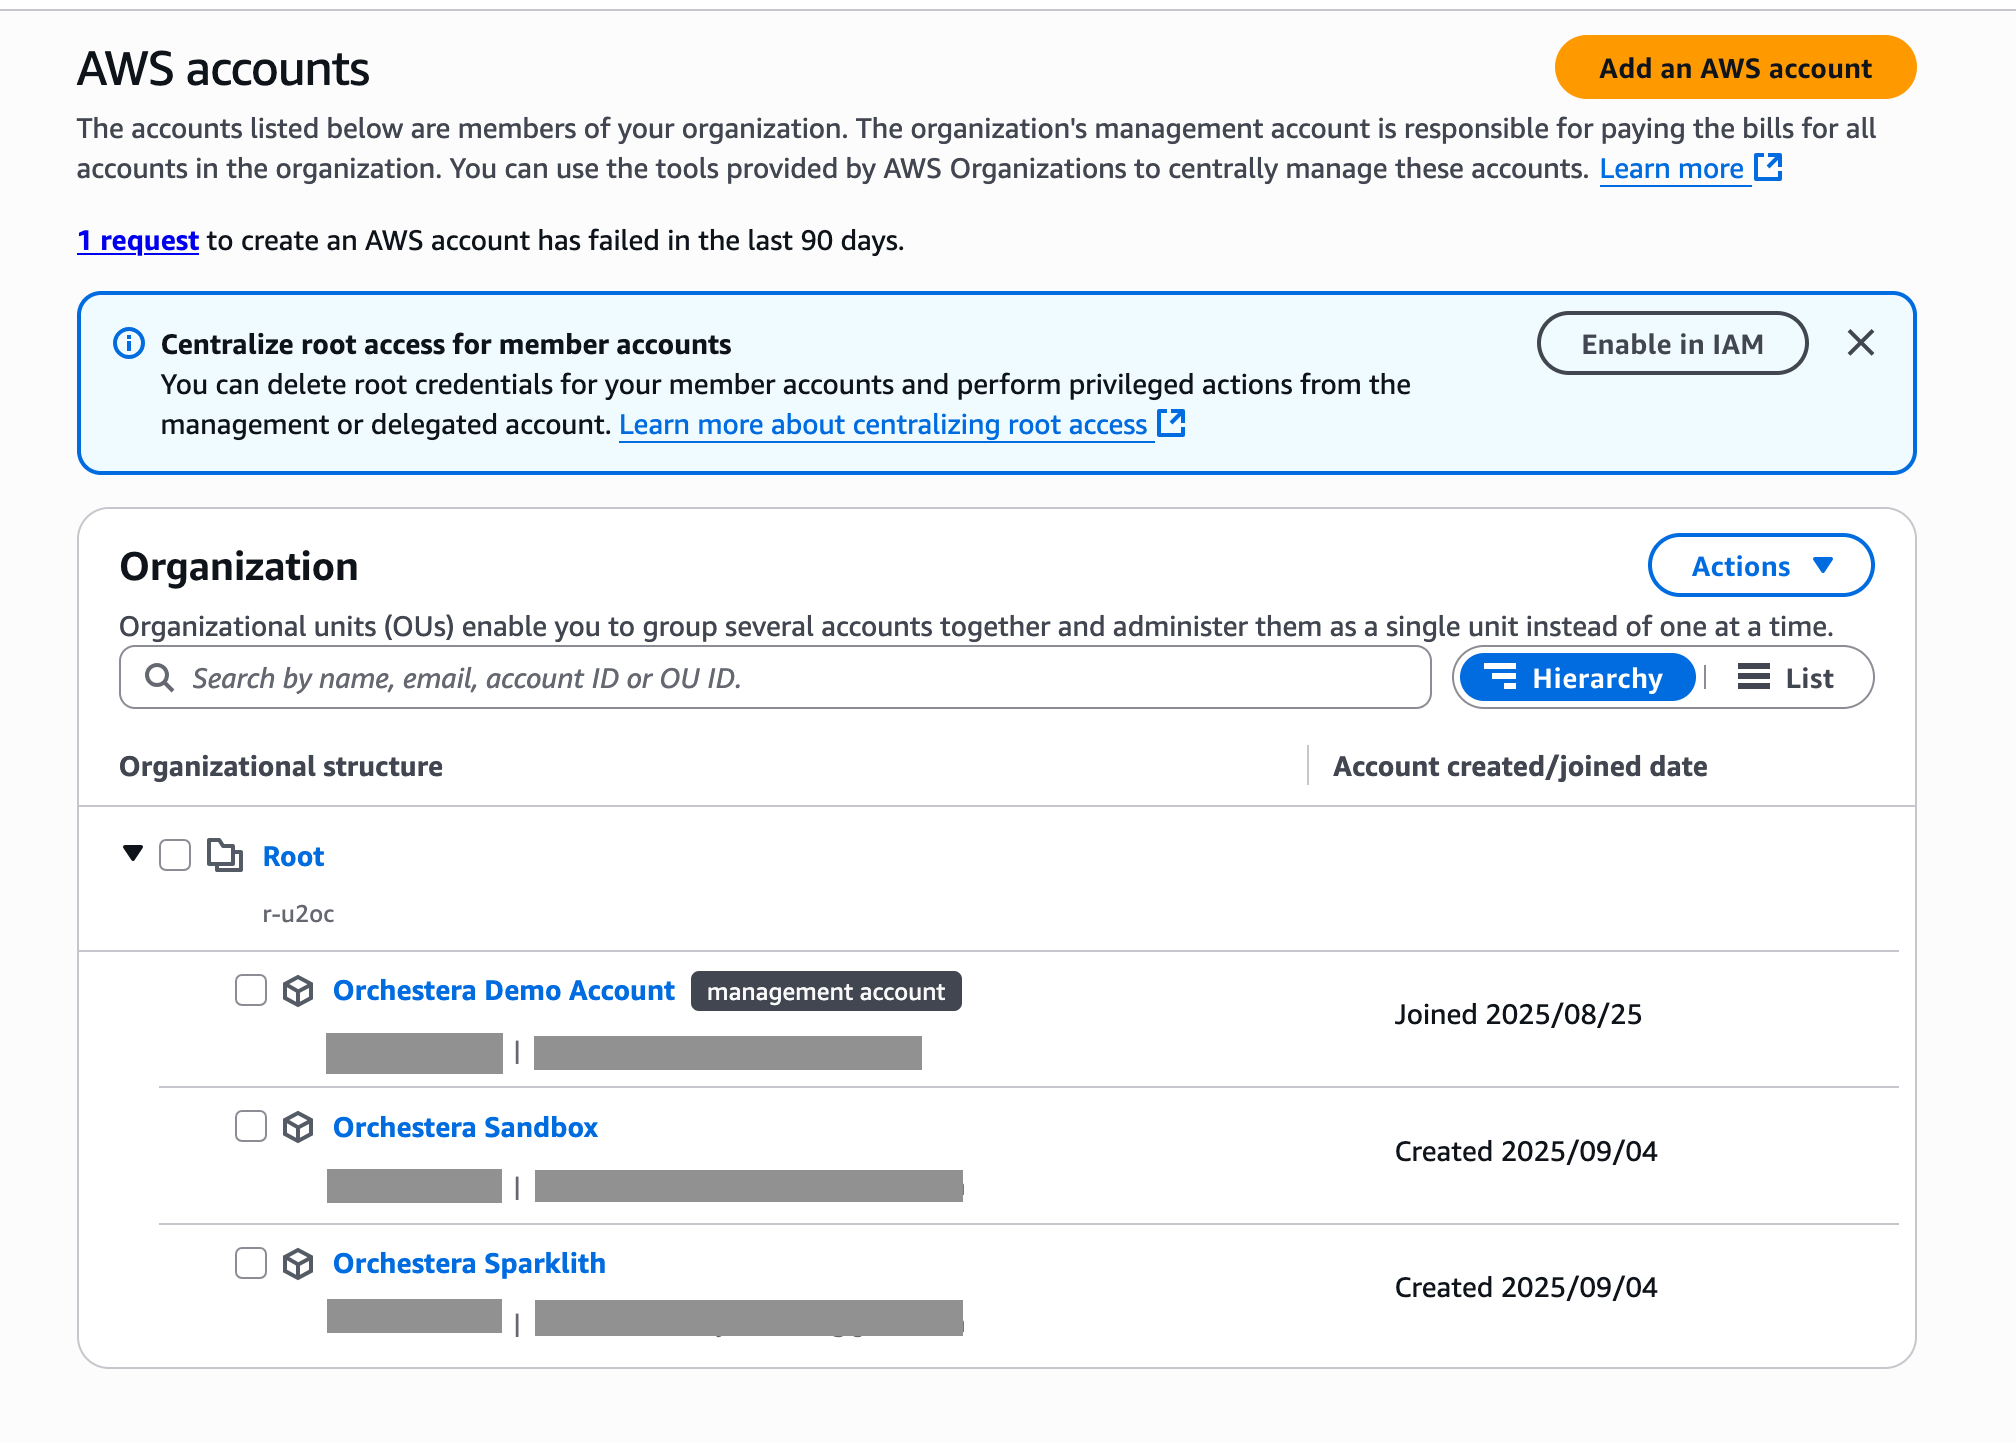 AWS accounts
Add an AWS account
The accounts listed below are members of your organization. The organization's management account is responsible for paying the bills for all
accounts in the organization. You can use the tools provided by AWS Organizations to centrally manage these accounts. Learn more
1 request to create an AWS account has failed in the last 90 days.
Centralize root access for member accounts
Enable in IAM
You can delete root credentials for your member accounts and perform privileged actions from the
management or delegated account. Learn more about centralizing root access
Organization
Actions
Organizational units (OUs) enable you to group several accounts together and administer them as a single unit instead of one at a time.
Search by name, email, account ID or OU ID.
Hierarchy | List
Organizational structure
Account created/joined date
Root
r-u2oc
Orchestera Demo Account management account
Joined 2025/08/25
|
Orchestera Sandbox
Created 2025/09/04
|
Orchestera Sparklith
Created 2025/09/04
|